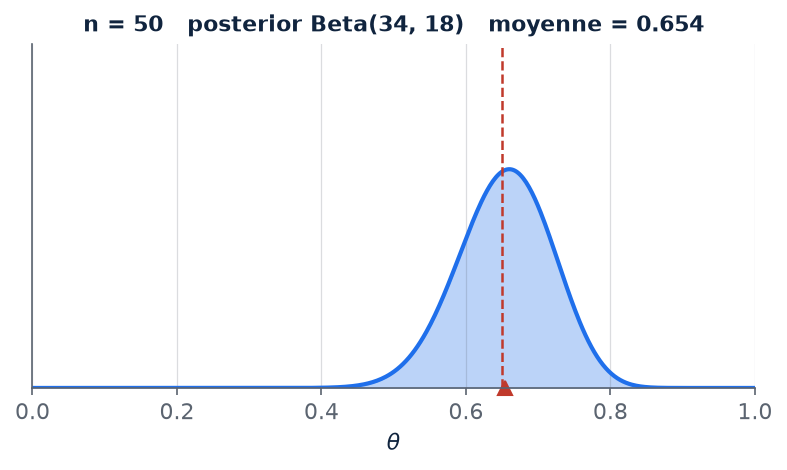 n = 50 posterior Beta(34, 18) moyenne = 0.654
0.0 0.2 0.4 0.6 0.8 1.0
θ